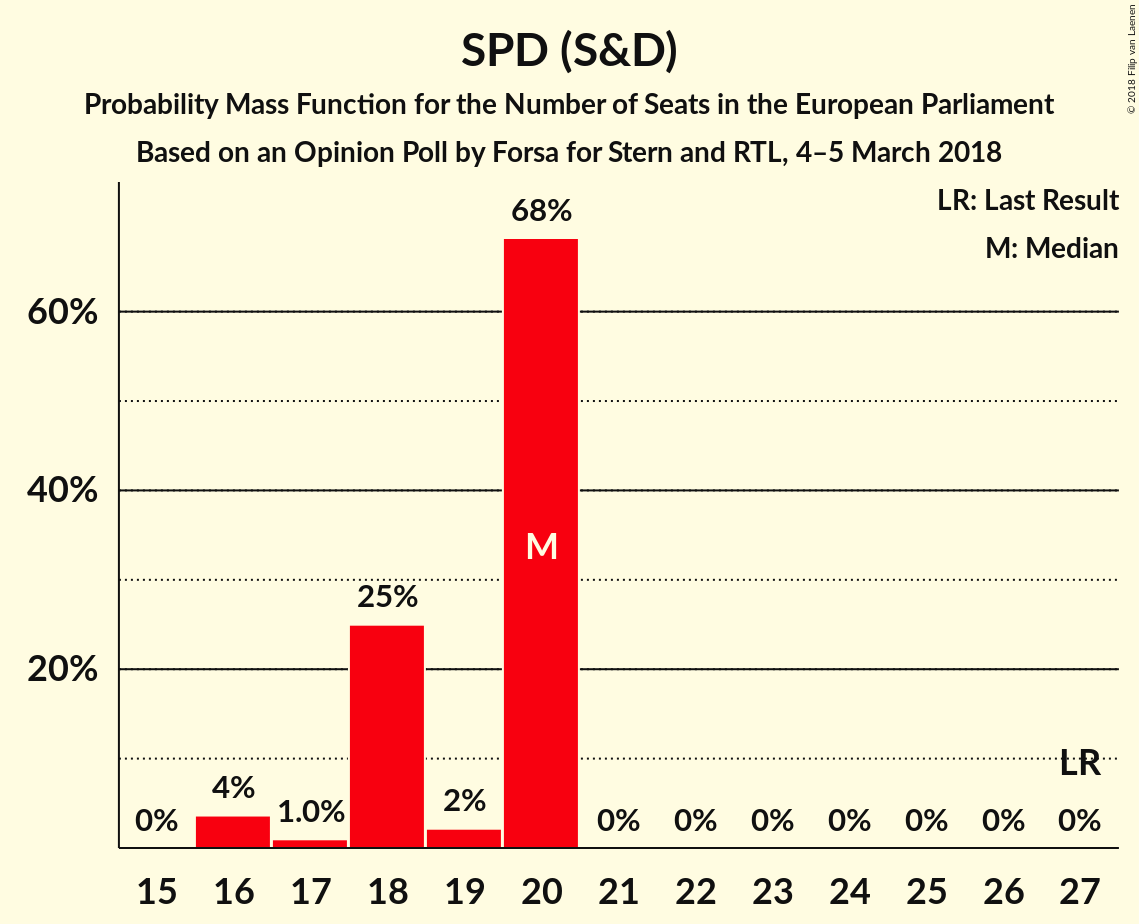 SPD (S&D)
Probability Mass Function for the Number of Seats in the European Parliament
Based on an Opinion Poll by Forsa for Stern and RTL, 4–5 March 2018
© 2018 Filip van Laenen
LR: Last Result
M: Median
68%
60%
40%
M
25%
20%
LR
4%
1.0%
2%
0%
0%
0%
0%
0%
0%
0%
0%
15 16 17 18 19 20 21 22 23 24 25 26 27